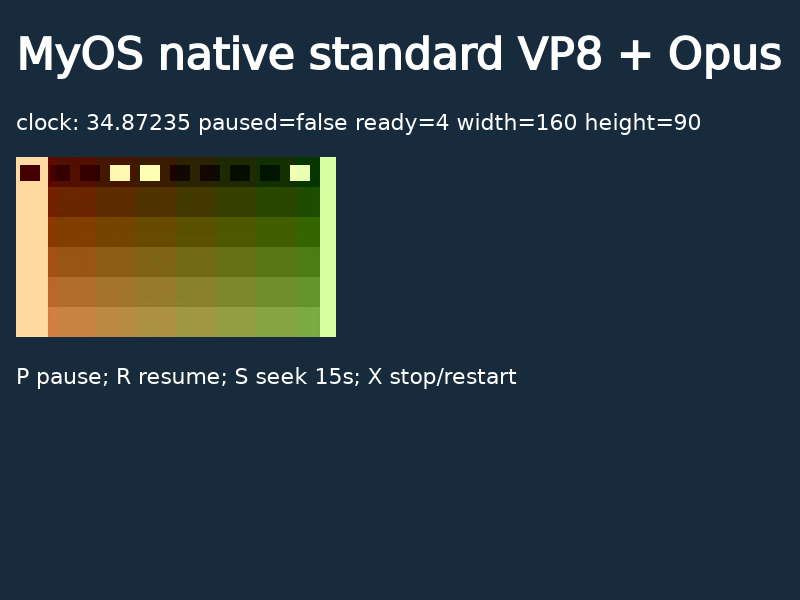 MyOS native standard VP8 + Opus
clock: 34.87235 paused=false ready=4 width=160 height=90
P pause; R resume; S seek 15s; X stop/restart